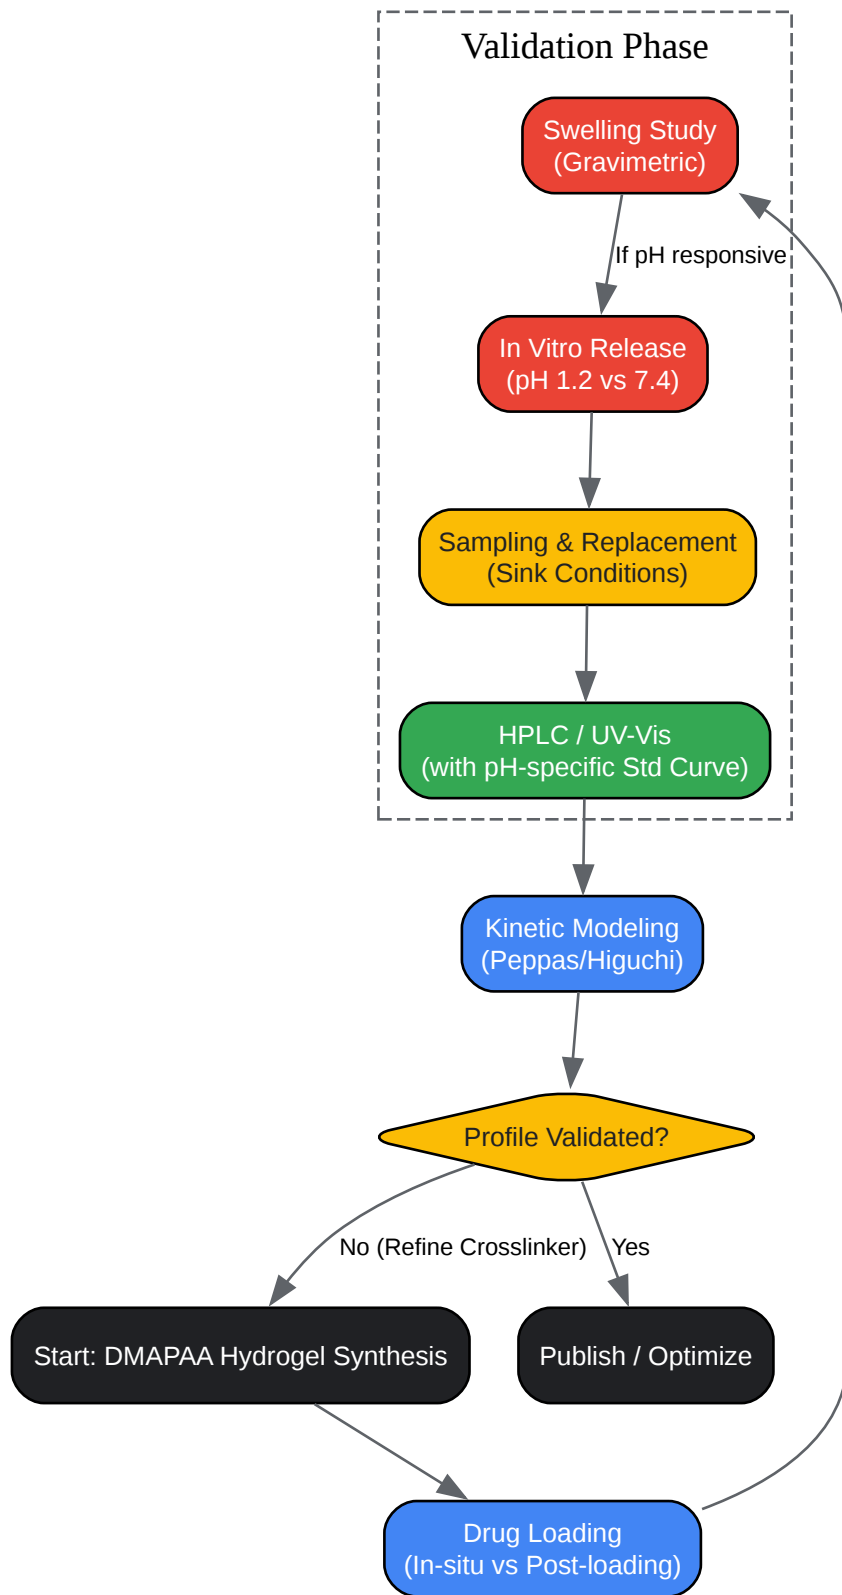 Validation Phase
Swelling Study
(Gravimetric)
If pH responsive
In Vitro Release
(pH 1.2 vs 7.4)
Sampling & Replacement
(Sink Conditions)
HPLC / UV-Vis
(with pH-specific Std Curve)
Kinetic Modeling
(Peppas/Higuchi)
Profile Validated?
No (Refine Crosslinker)
Yes
Start: DMAPAA Hydrogel Synthesis
Publish / Optimize
Drug Loading
(In-situ vs Post-loading)